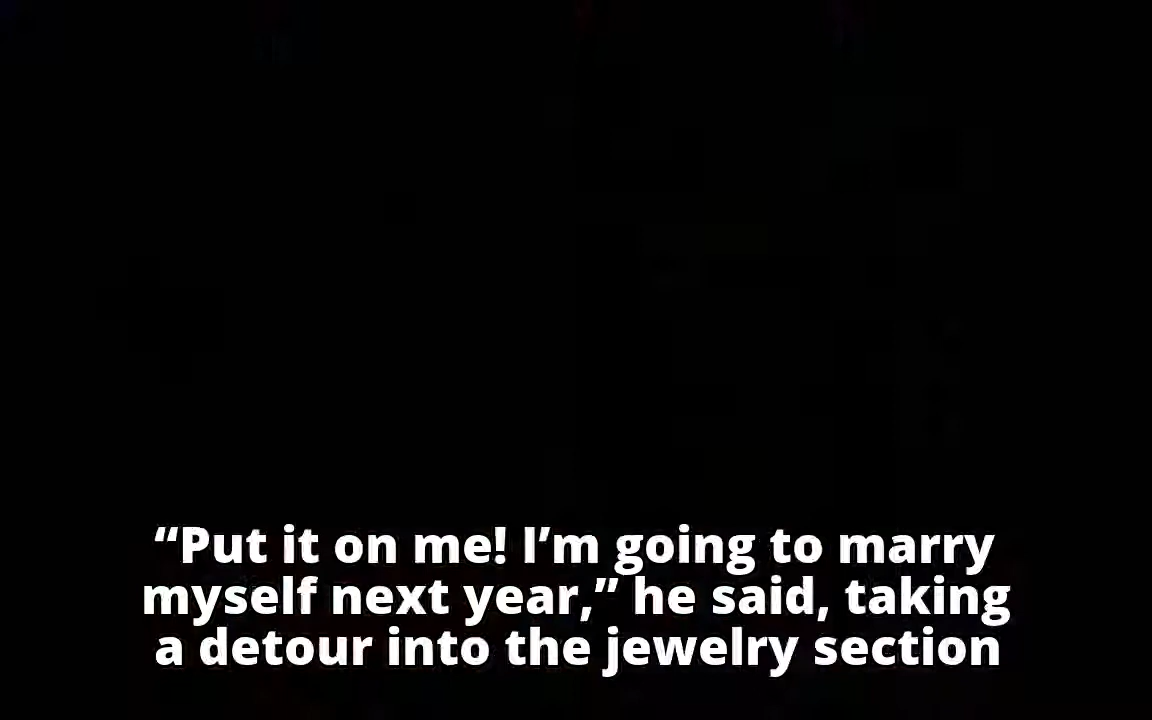 “Put it on me! I’m going to marry
myself next year,” he said, taking
a detour into the jewelry section